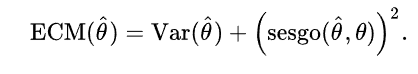 ECM(θ̂) = Var(θ̂) + (sesgo(θ̂, θ))².